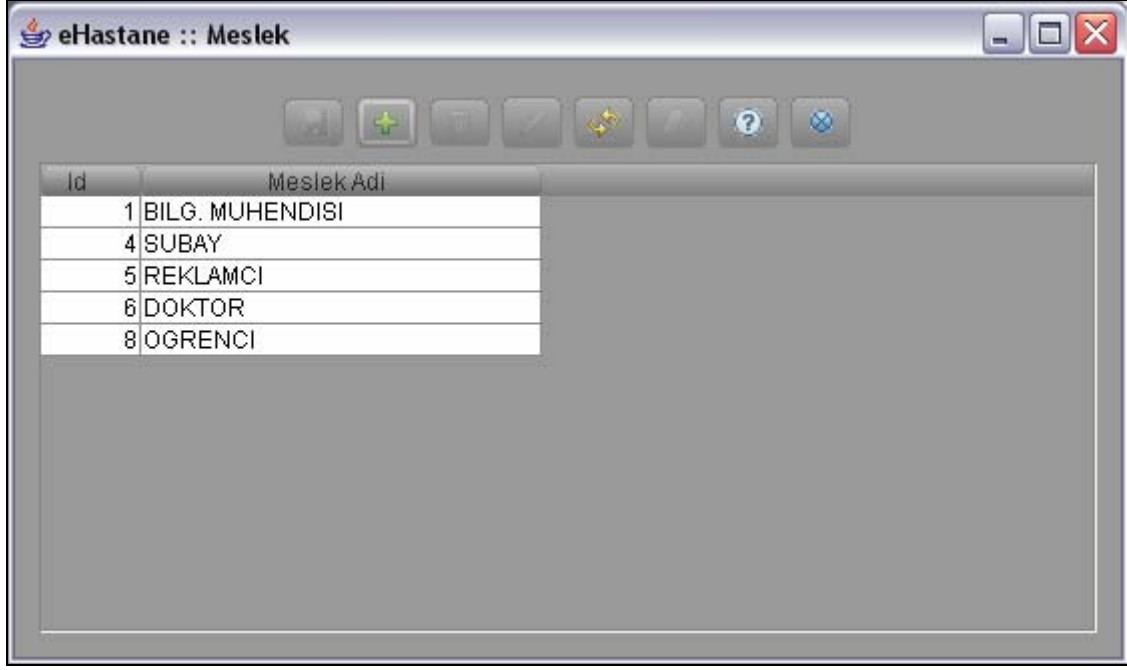 eHastane :: Meslek
Id Meslek Adi
1 BILG. MUHENDISI
4 SUBAY
5 REKLAMCI
6 DOKTOR
8 OGRENCI